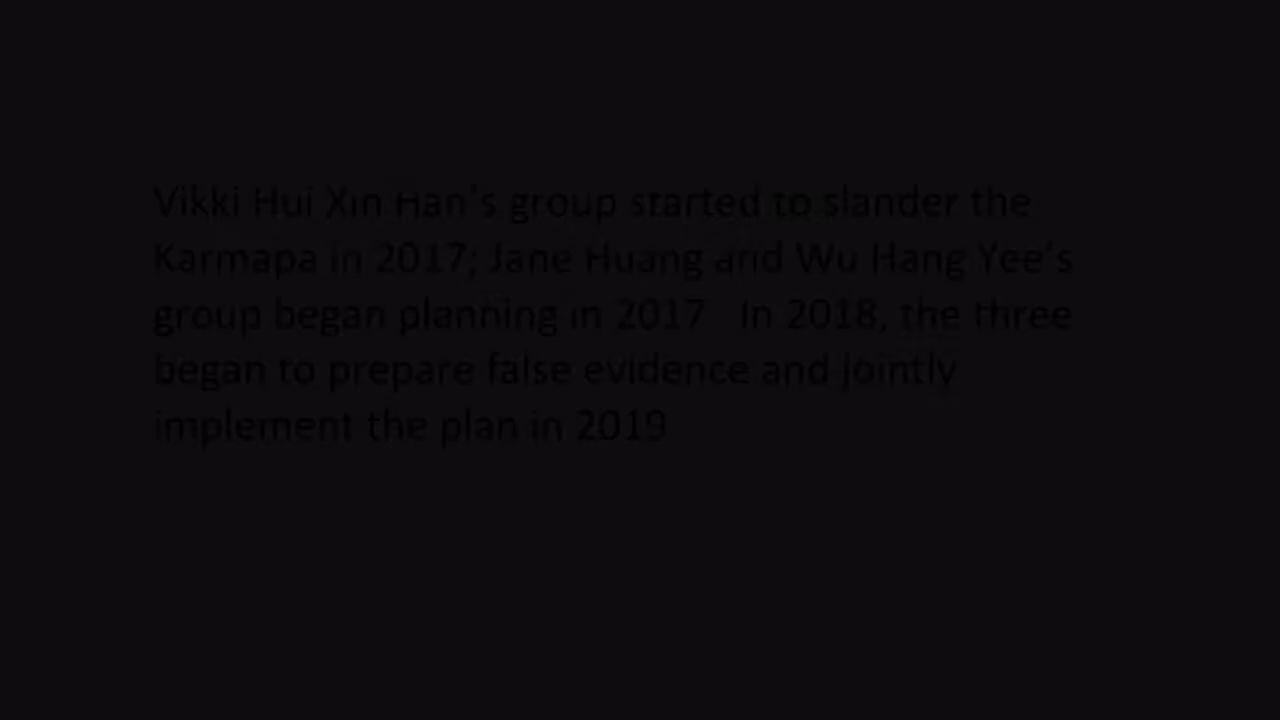 Vikki Hui Xin Han's group started to slander the
Karmapa in 2017; Jane Huang and Wu Hang Yee's
group began planning in 2017 In 2018, the three
began to prepare false evidence and jointly
implement the plan in 2019